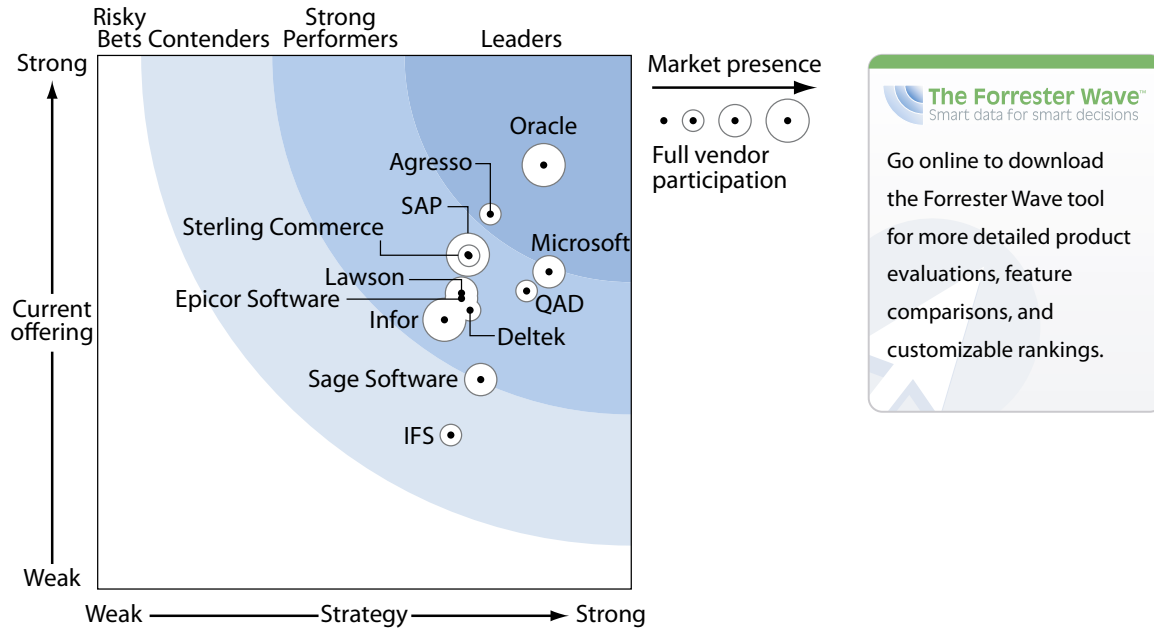 Risky
Bets
Contenders
Strong
Performers
Leaders
Strong
Current
offering
Weak
Oracle
Agresso
SAP
Sterling Commerce
Microsoft
Lawson
Epicor Software
QAD
Infor
Deltek
Sage Software
IFS
Weak
Strategy
Strong
Market presence
Full vendor
participation
The Forrester Wave™
Smart data for smart decisions
Go online to download
the Forrester Wave tool
for more detailed product
evaluations, feature
comparisons, and
customizable rankings.